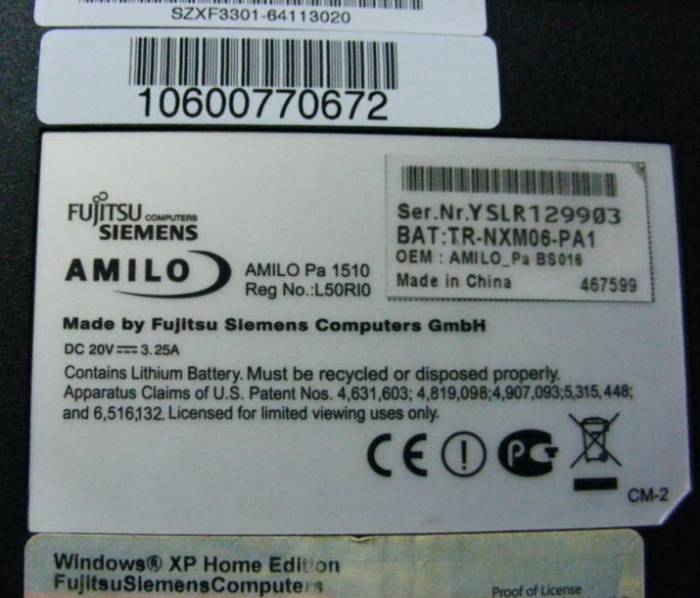 SZXF3301-64113020
10600770672
FUJITSU COMPUTERS
SIEMENS
AMILO
AMILO Pa 1510
Reg No.:L50RI0
Ser.Nr.YSLR129903
BAT:TR-NXM06-PA1
OEM : AMILO_Pa BS016
Made in China 467599
Made by Fujitsu Siemens Computers GmbH
DC 20V⎓ 3.25A
Contains Lithium Battery. Must be recycled or disposed properly.
Apparatus Claims of U.S. Patent Nos. 4,631,603; 4,819,098;4,907,093;5,315,448;
and 6,516,132. Licensed for limited viewing uses only.
CE PC
CM-2
Windows® XP Home Edition
FujitsuSiemensComputers
Proof of License